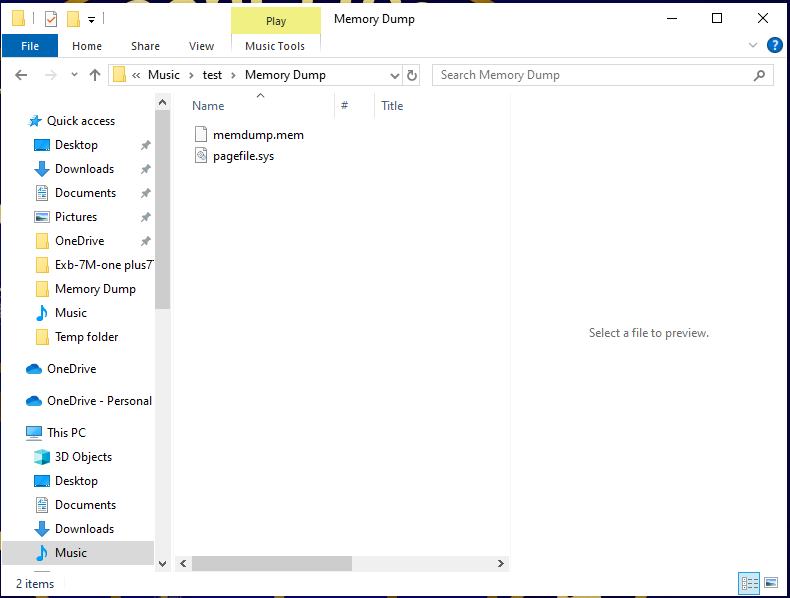 Play
Memory Dump
File
Home
Share
View
Music Tools
?
« Music > test > Memory Dump
Search Memory Dump
Quick access
Desktop
Downloads
Documents
Pictures
OneDrive
Exb-7M-one plus7
Memory Dump
Music
Temp folder
OneDrive
OneDrive - Personal
This PC
3D Objects
Desktop
Documents
Downloads
Music
Name
#
Title
memdump.mem
pagefile.sys
Select a file to preview.
2 items